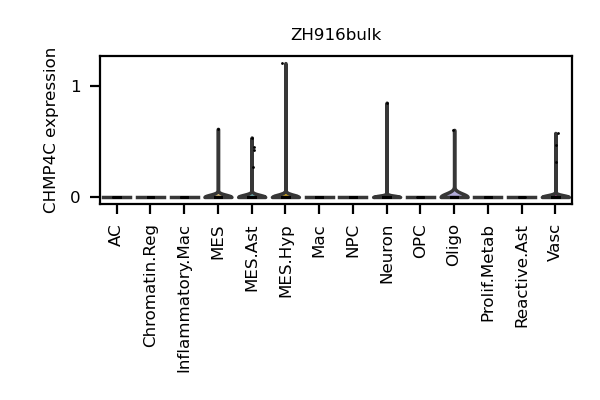 ZH916bulk
CHMP4C expression
1
0
AC
Chromatin.Reg
Inflammatory.Mac
MES
MES.Ast
MES.Hyp
Mac
NPC
Neuron
OPC
Oligo
Prolif.Metab
Reactive.Ast
Vasc